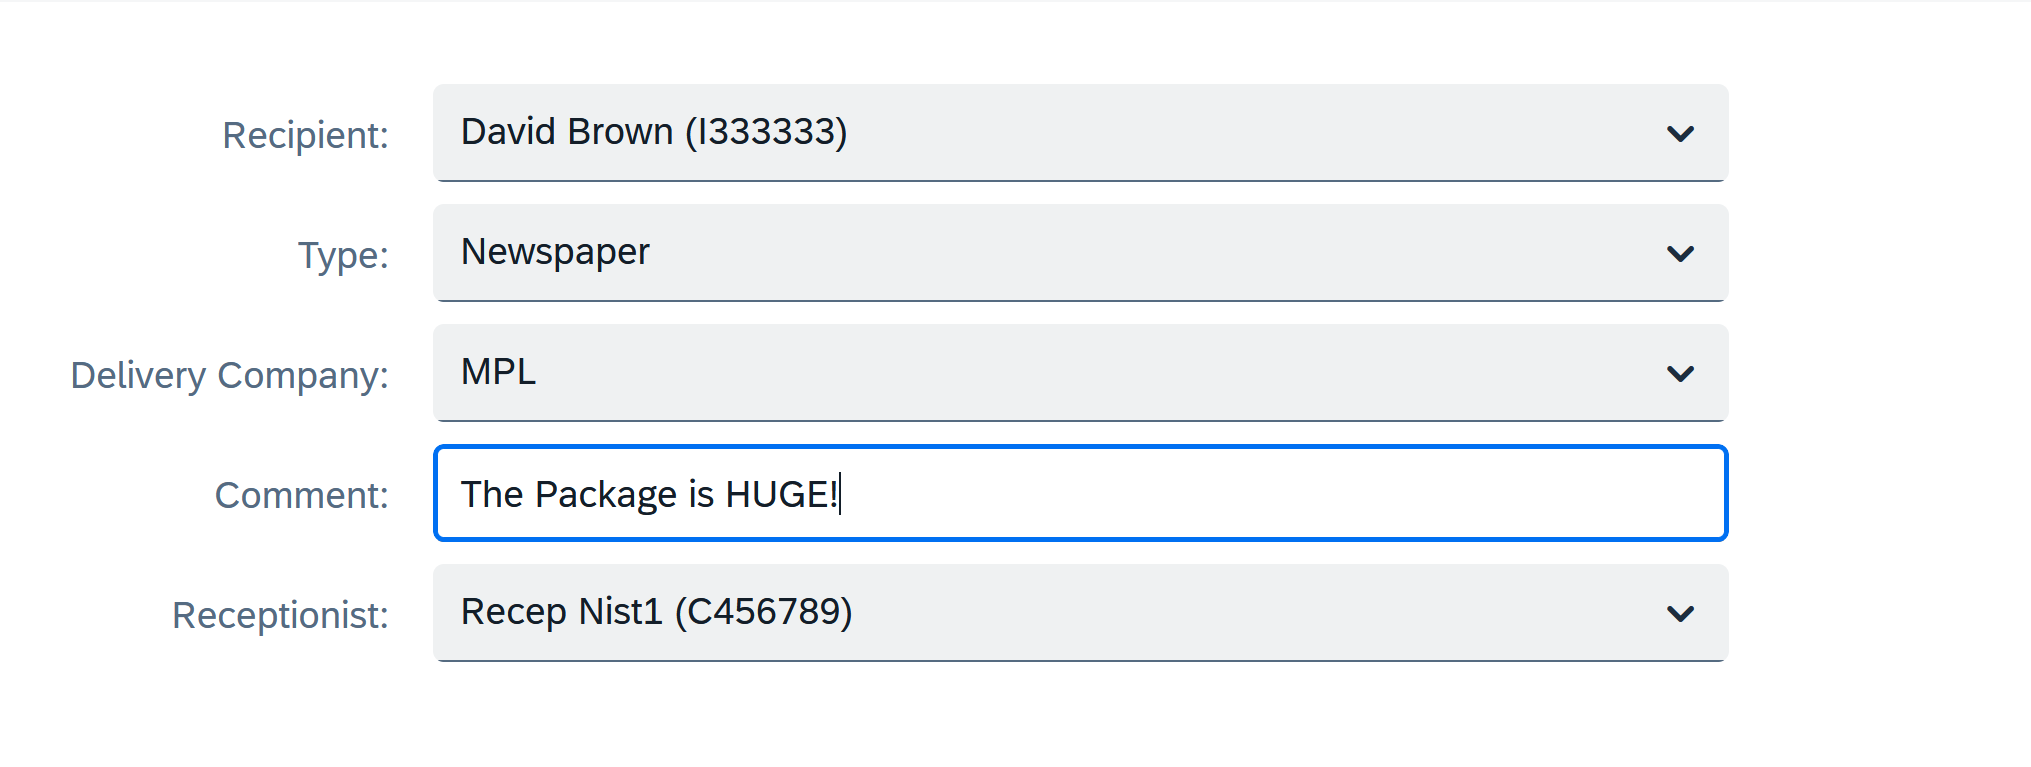 Recipient: David Brown (I333333)
Type: Newspaper
Delivery Company: MPL
Comment: The Package is HUGE!
Receptionist: Recep Nist1 (C456789)